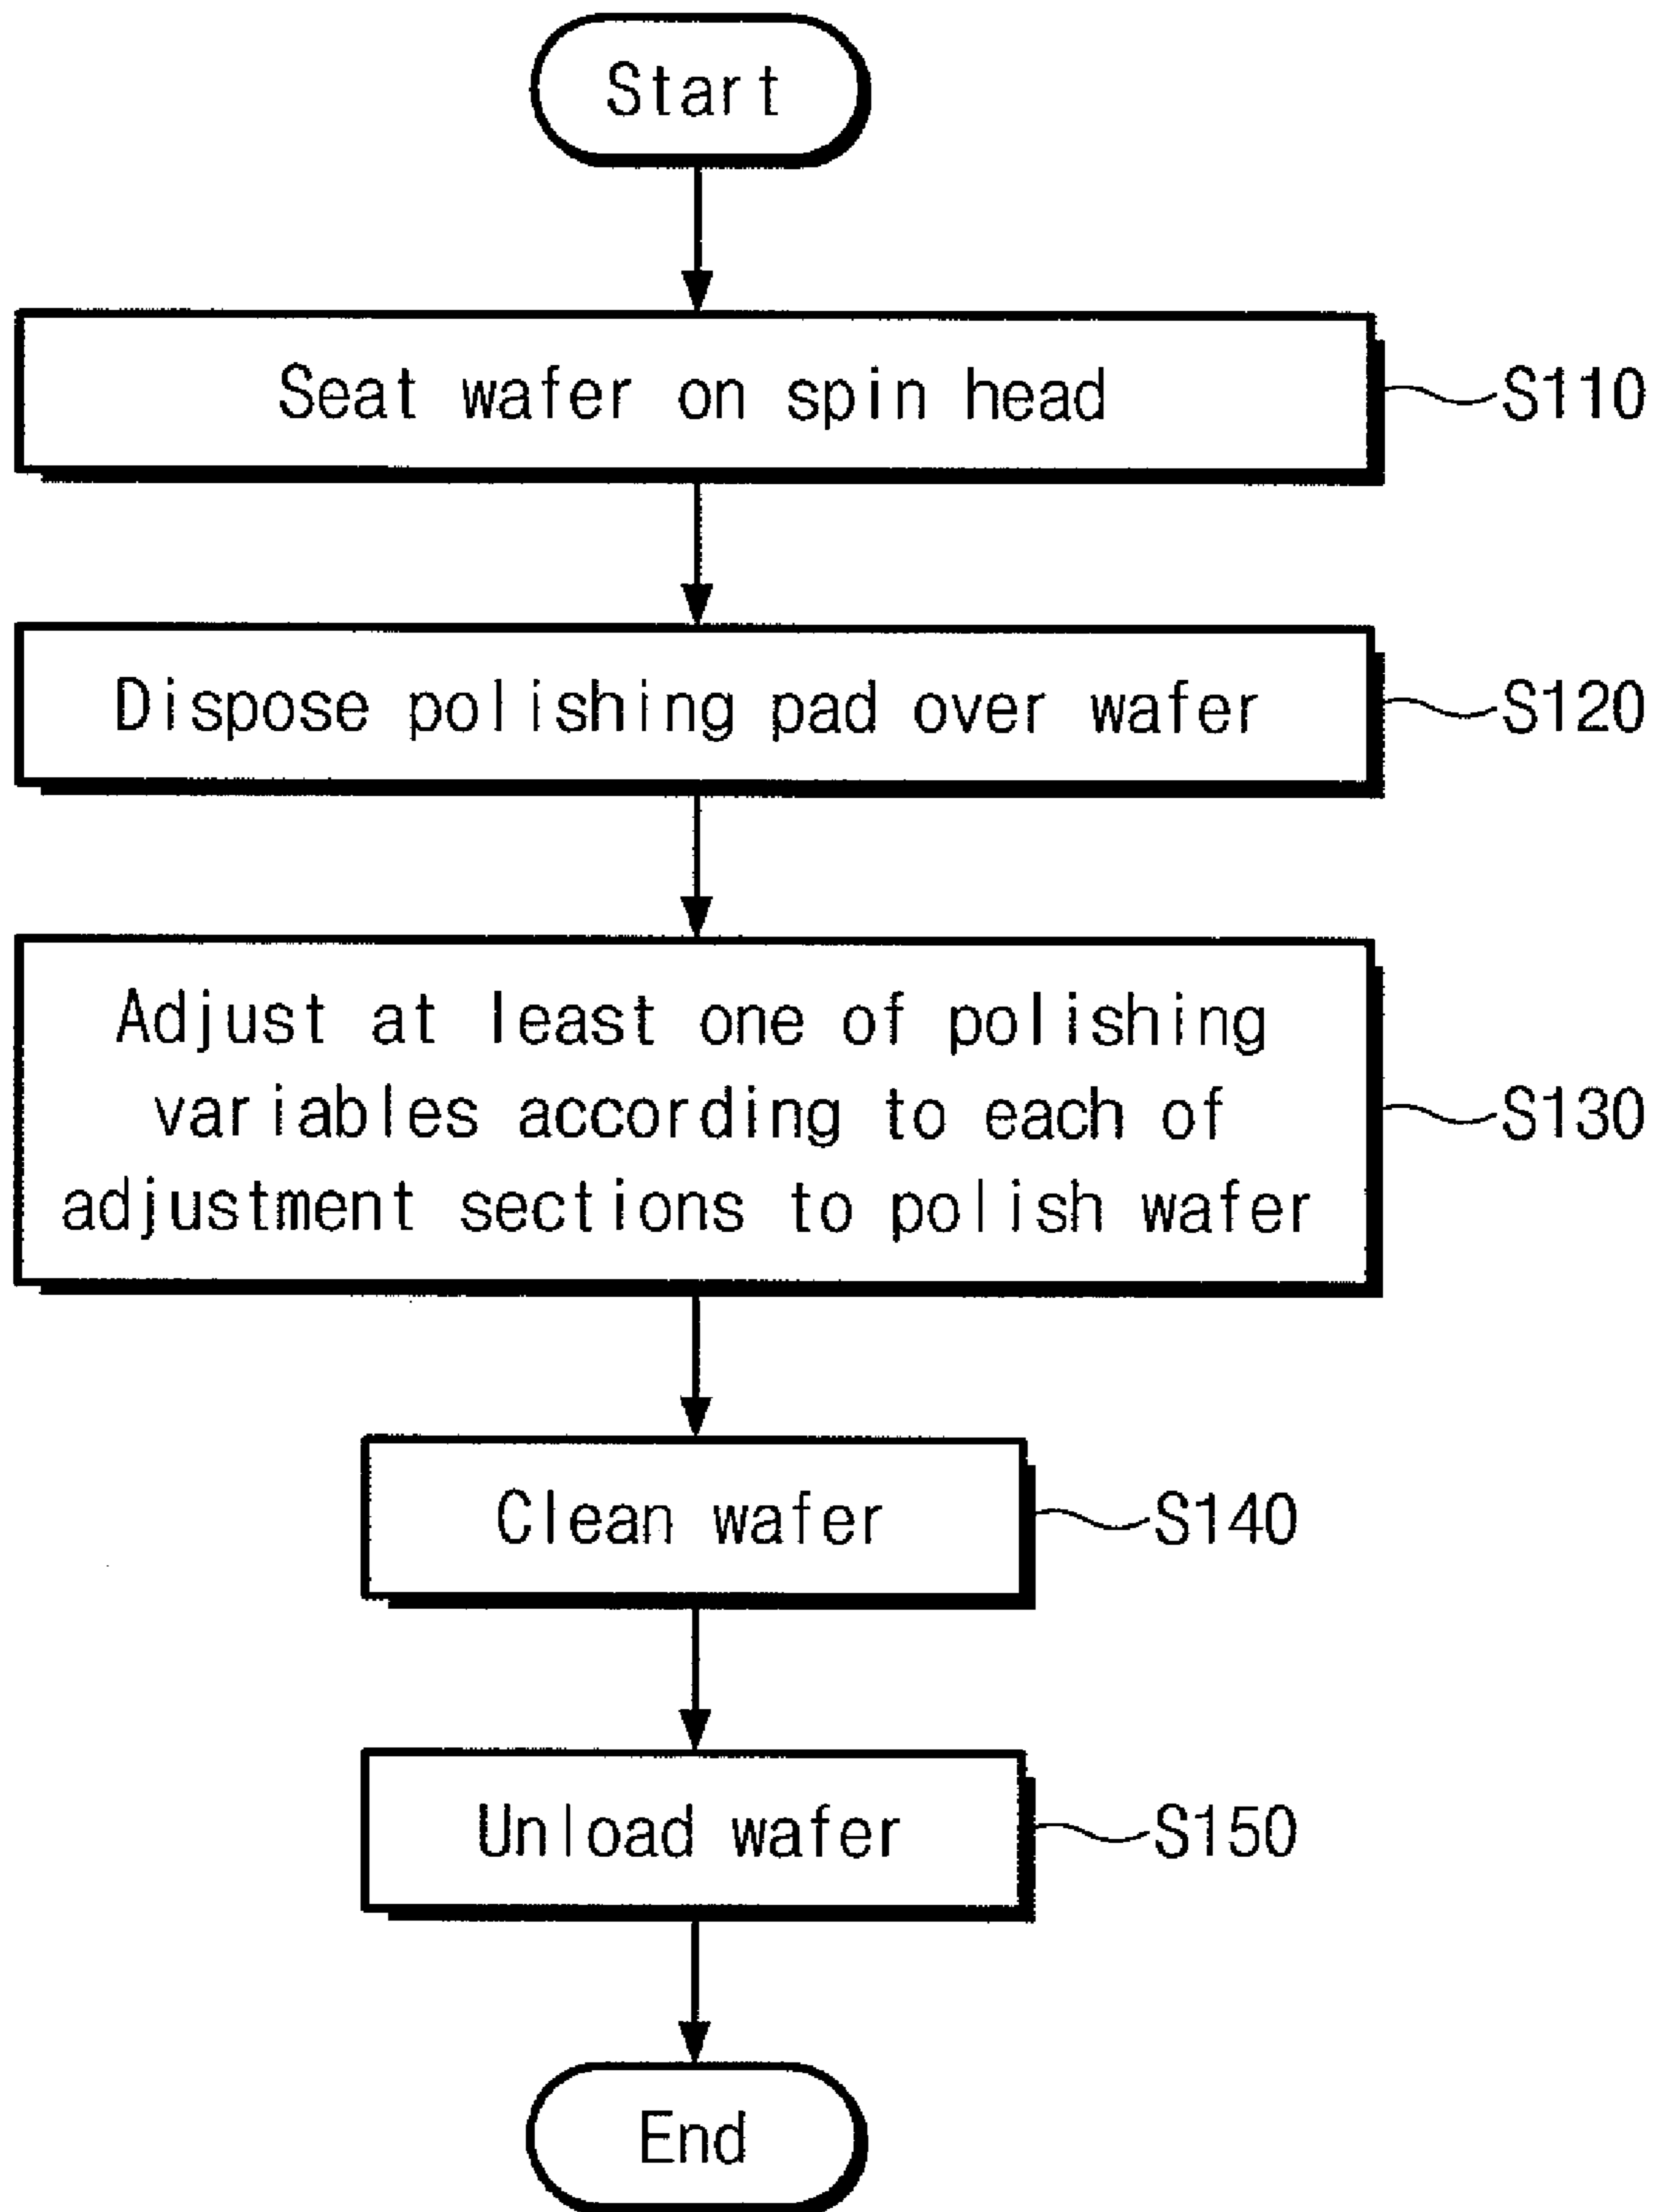 Start
Seat wafer on spin head
S110
Dispose polishing pad over wafer
S120
Adjust at least one of polishing
variables according to each of
adjustment sections to polish wafer
S130
Clean wafer
S140
Unload wafer
S150
End